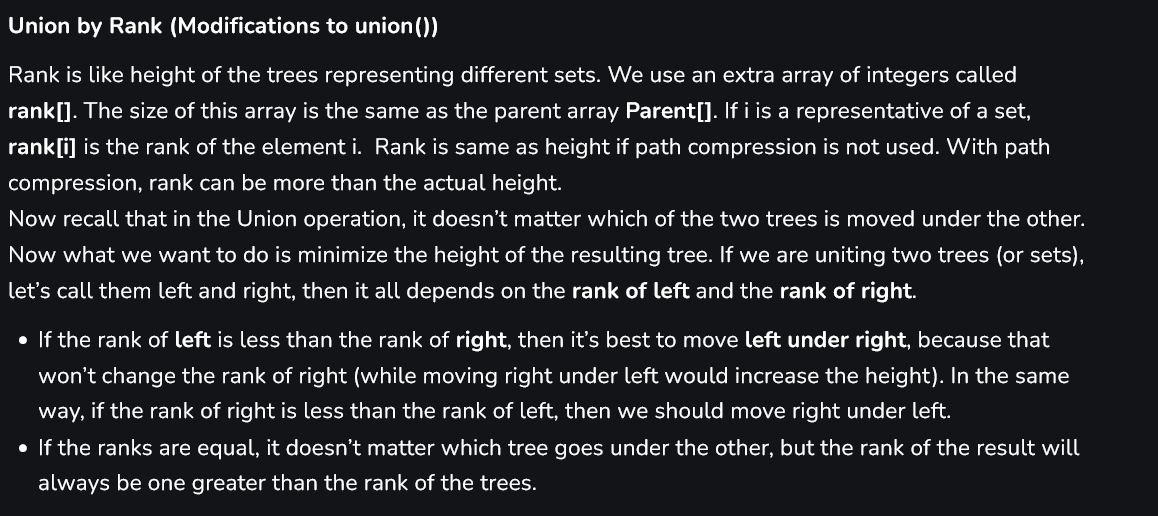 Union by Rank (Modifications to union())
Rank is like height of the trees representing different sets. We use an extra array of integers called
rank[]. The size of this array is the same as the parent array Parent[]. If i is a representative of a set,
rank[i] is the rank of the element i.  Rank is same as height if path compression is not used. With path
compression, rank can be more than the actual height.
Now recall that in the Union operation, it doesn’t matter which of the two trees is moved under the other.
Now what we want to do is minimize the height of the resulting tree. If we are uniting two trees (or sets),
let’s call them left and right, then it all depends on the rank of left and the rank of right.
• If the rank of left is less than the rank of right, then it’s best to move left under right, because that
won’t change the rank of right (while moving right under left would increase the height). In the same
way, if the rank of right is less than the rank of left, then we should move right under left.
• If the ranks are equal, it doesn’t matter which tree goes under the other, but the rank of the result will
always be one greater than the rank of the trees.